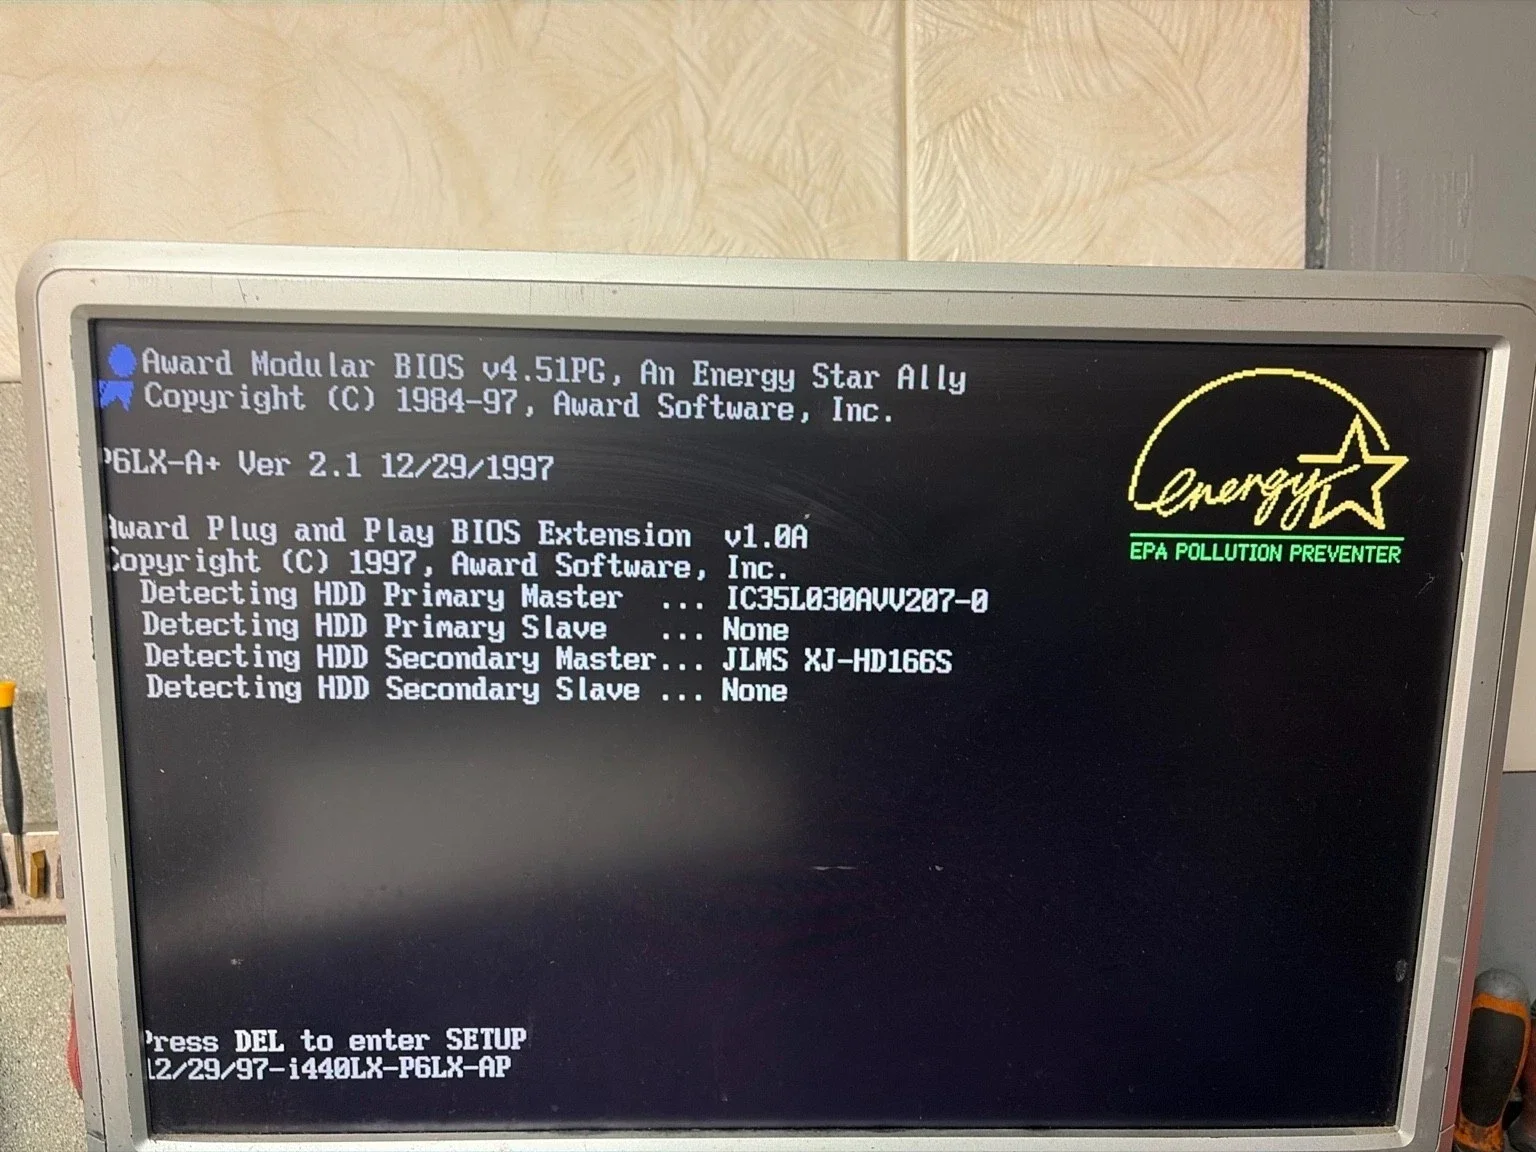 Award Modular BIOS v4.51PG, An Energy Star Ally
Copyright (C) 1984-97, Award Software, Inc.
P6LX-A+ Ver 2.1 12/29/1997
Award Plug and Play BIOS Extension v1.0A
Copyright (C) 1997, Award Software, Inc.
Detecting HDD Primary Master ... IC35L030AVV207-0
Detecting HDD Primary Slave ... None
Detecting HDD Secondary Master... JLMS XJ-HD166S
Detecting HDD Secondary Slave ... None
energy
EPA POLLUTION PREVENTER
Press DEL to enter SETUP
12/29/97-i440LX-P6LX-AP